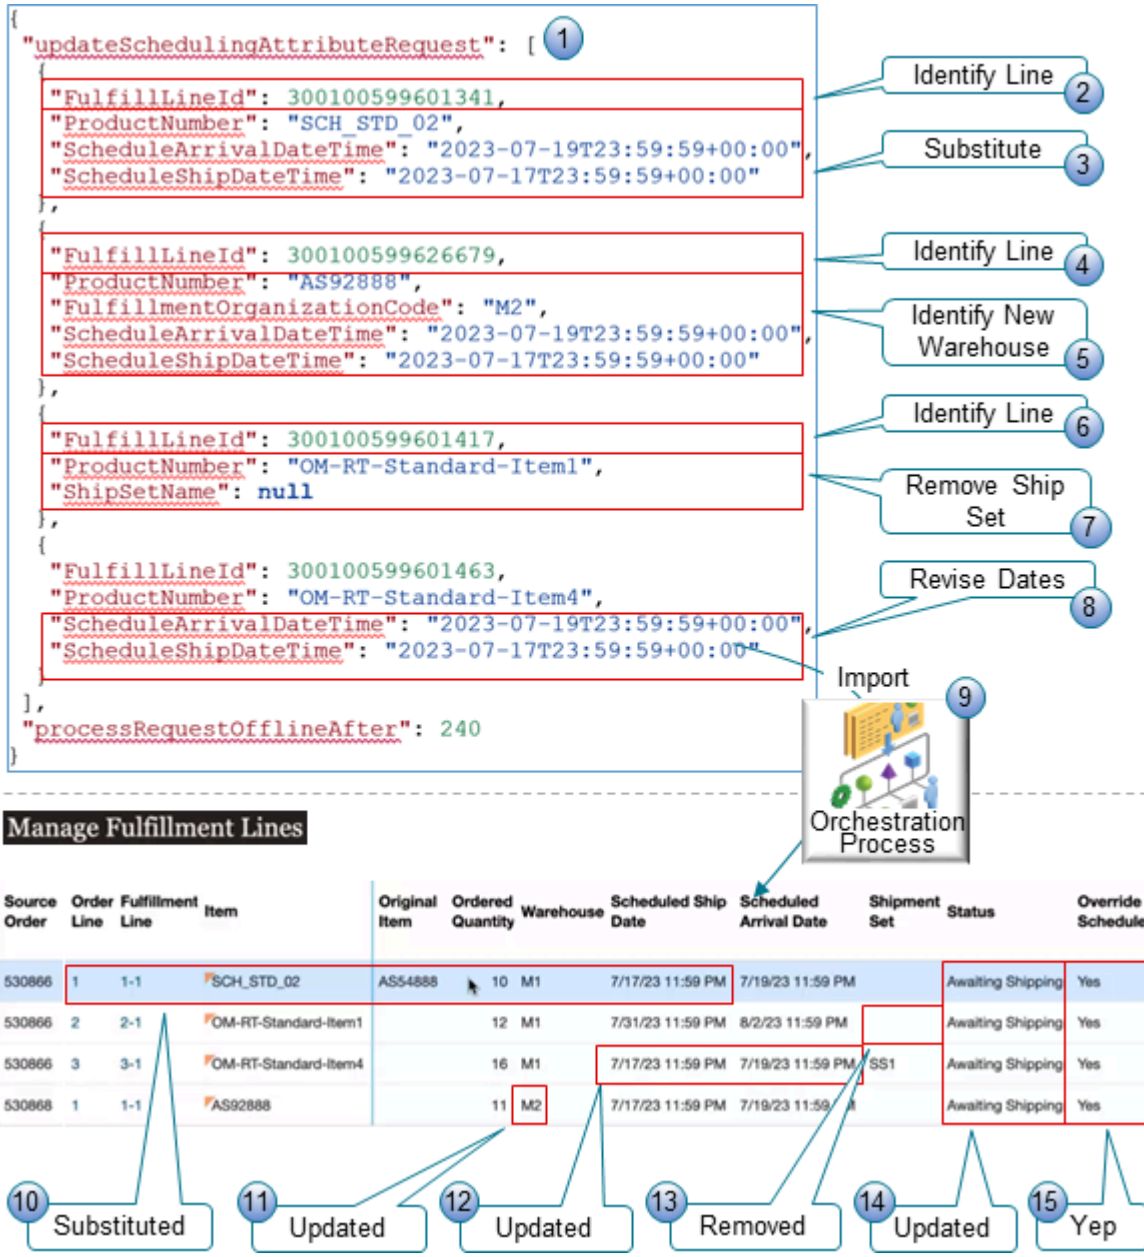 {
"updateSchedulingAttributeRequest": [
1
{
"FulfillLineId": 300100599601341,
"ProductNumber": "SCH_STD_02",
"ScheduleArrivalDateTime": "2023-07-19T23:59:59+00:00",
"ScheduleShipDateTime": "2023-07-17T23:59:59+00:00"
},
{
"FulfillLineId": 300100599626679,
"ProductNumber": "AS92888",
"FulfillmentOrganizationCode": "M2",
"ScheduleArrivalDateTime": "2023-07-19T23:59:59+00:00",
"ScheduleShipDateTime": "2023-07-17T23:59:59+00:00"
},
{
"FulfillLineId": 300100599601417,
"ProductNumber": "OM-RT-Standard-Item1",
"ShipSetName": null
},
{
"FulfillLineId": 300100599601463,
"ProductNumber": "OM-RT-Standard-Item4",
"ScheduleArrivalDateTime": "2023-07-19T23:59:59+00:00",
"ScheduleShipDateTime": "2023-07-17T23:59:59+00:00"
}
],
"processRequestOfflineAfter": 240
}
Identify Line
2
Substitute
3
Identify Line
4
Identify New
Warehouse
5
Identify Line
6
Remove Ship
Set
7
Revise Dates
8
Import
9
Orchestration
Process
Manage Fulfillment Lines
Source Order Order Line Fulfillment Line Item Original Item Ordered Quantity Warehouse Scheduled Ship Date Scheduled Arrival Date Shipment Set Status Override Schedule
530866 1 1-1 SCH_STD_02 AS54888 10 M1 7/17/23 11:59 PM 7/19/23 11:59 PM Awaiting Shipping Yes
530866 2 2-1 OM-RT-Standard-Item1 12 M1 7/31/23 11:59 PM 8/2/23 11:59 PM Awaiting Shipping Yes
530866 3 3-1 OM-RT-Standard-Item4 16 M1 7/17/23 11:59 PM 7/19/23 11:59 PM SS1 Awaiting Shipping Yes
530868 1 1-1 AS92888 11 M2 7/17/23 11:59 PM 7/19/23 11:59 Awaiting Shipping Yes
10
Substituted
11
Updated
12
Updated
13
Removed
14
Updated
15
Yep